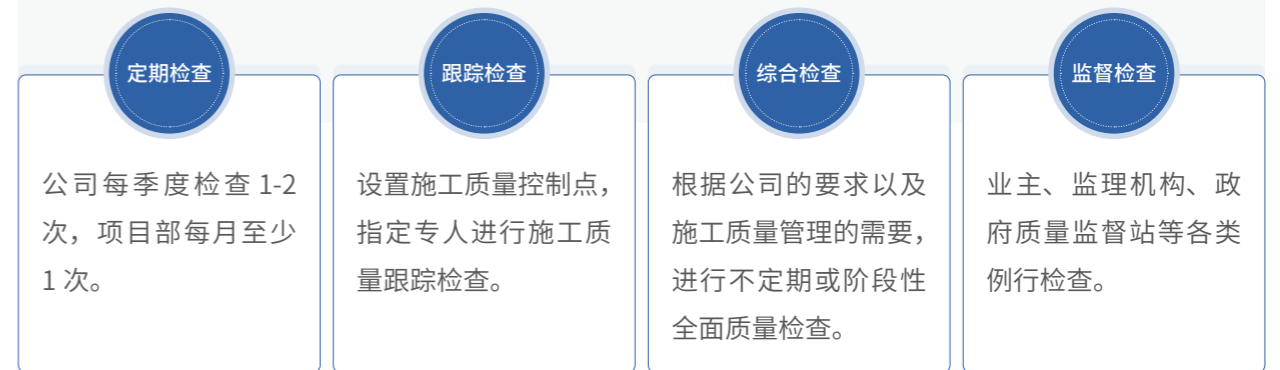 定期检查
公司每季度检查 1-2
次，项目部每月至少
1 次。
跟踪检查
设置施工质量控制点，
指定专人进行施工质
量跟踪检查。
综合检查
根据公司的要求以及
施工质量管理的需要，
进行不定期或阶段性
全面质量检查。
监督检查
业主、监理机构、政
府质量监督站等各类
例行检查。